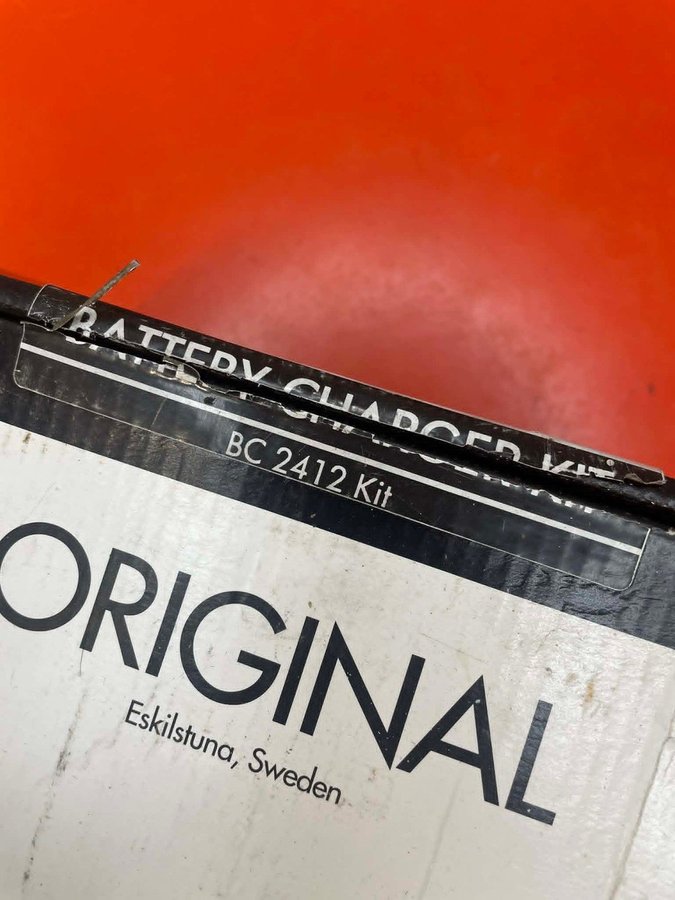 BATTERY CHARGER KIT
BC 2412 Kit
ORIGINAL
Eskilstuna, Sweden